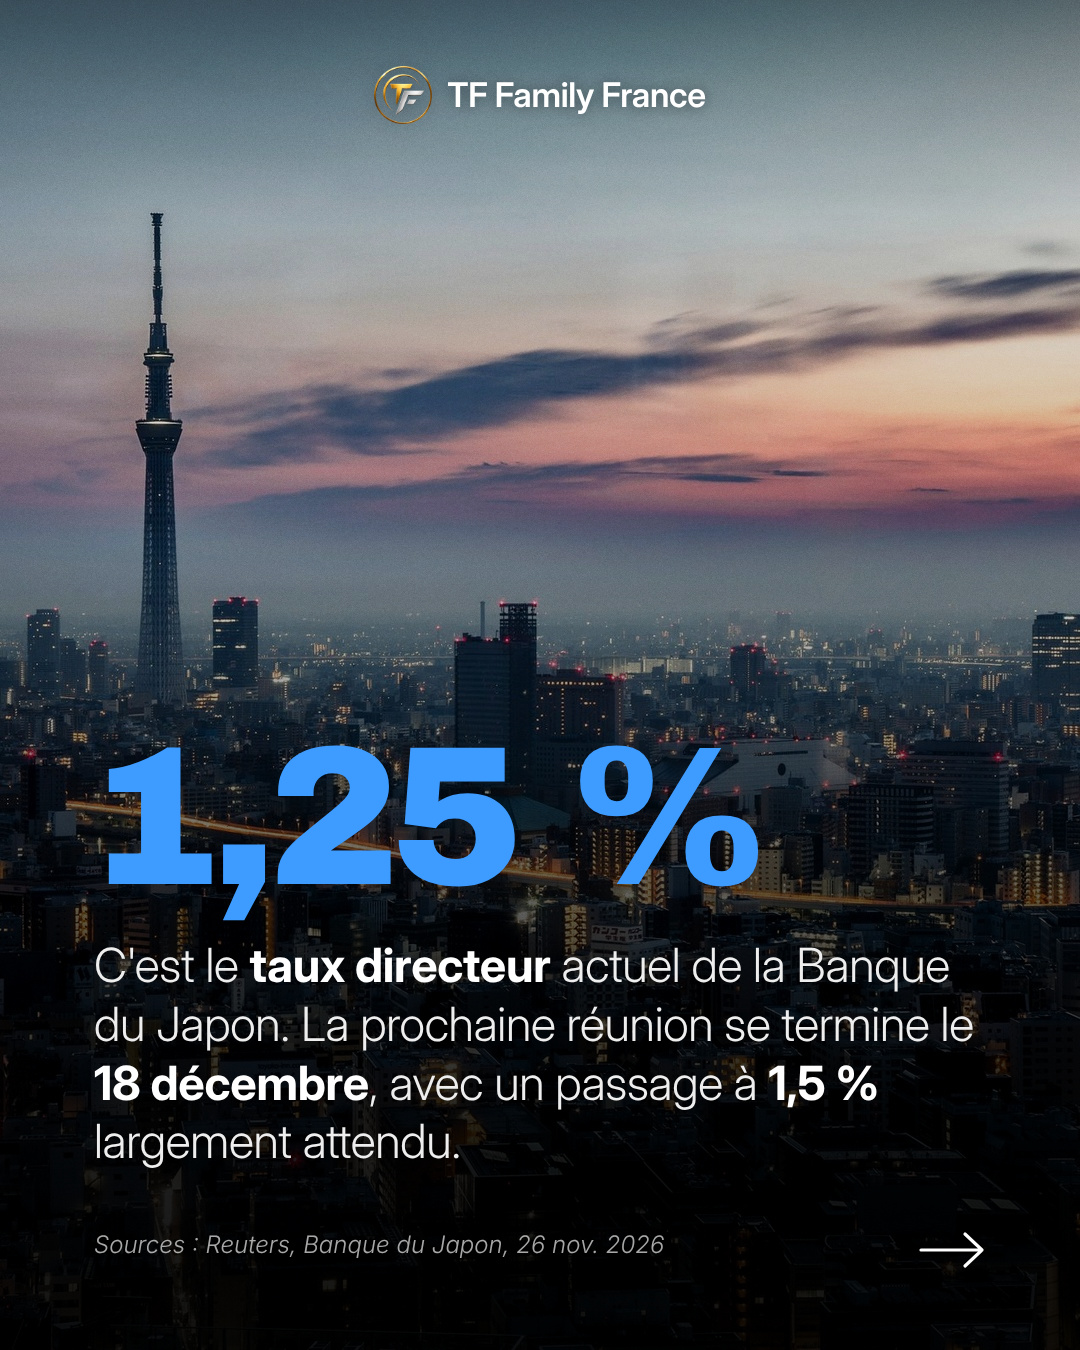 TF Family France
1,25 %
C'est le taux directeur actuel de la Banque
du Japon. La prochaine réunion se termine le
18 décembre, avec un passage à 1,5 %
largement attendu.
Sources : Reuters, Banque du Japon, 26 nov. 2026